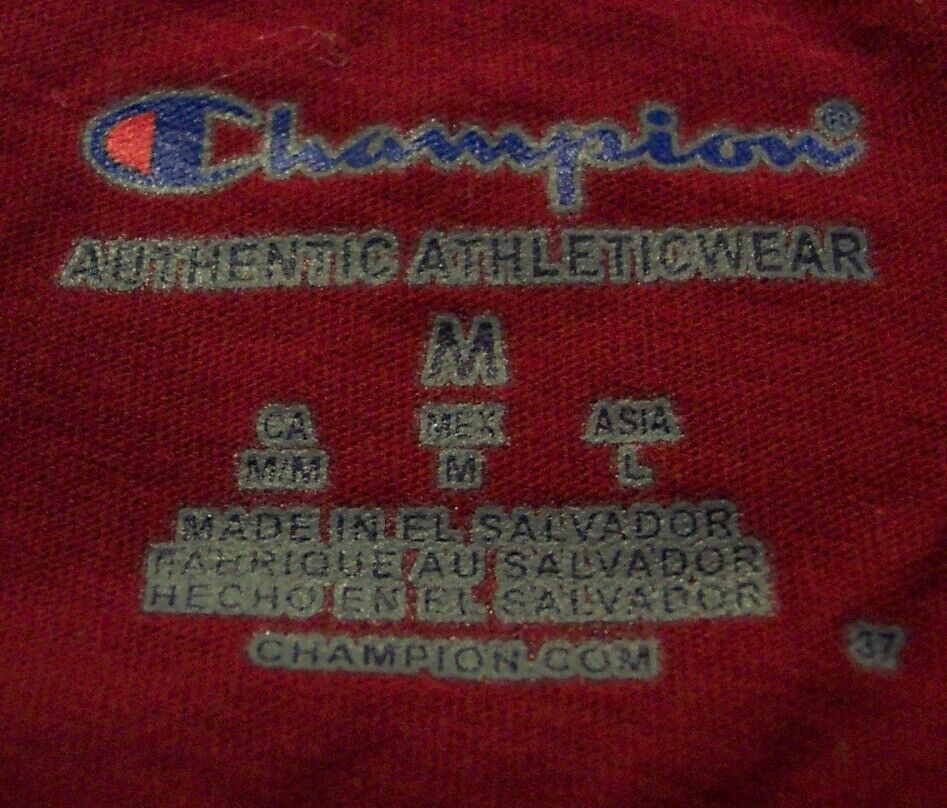 Champion®
AUTHENTIC ATHLETICWEAR
M
CA MEX ASIA
M/M M L
MADE IN EL SALVADOR
FABRIQUE AU SALVADOR
HECHO EN EL SALVADOR
CHAMPION.COM 37